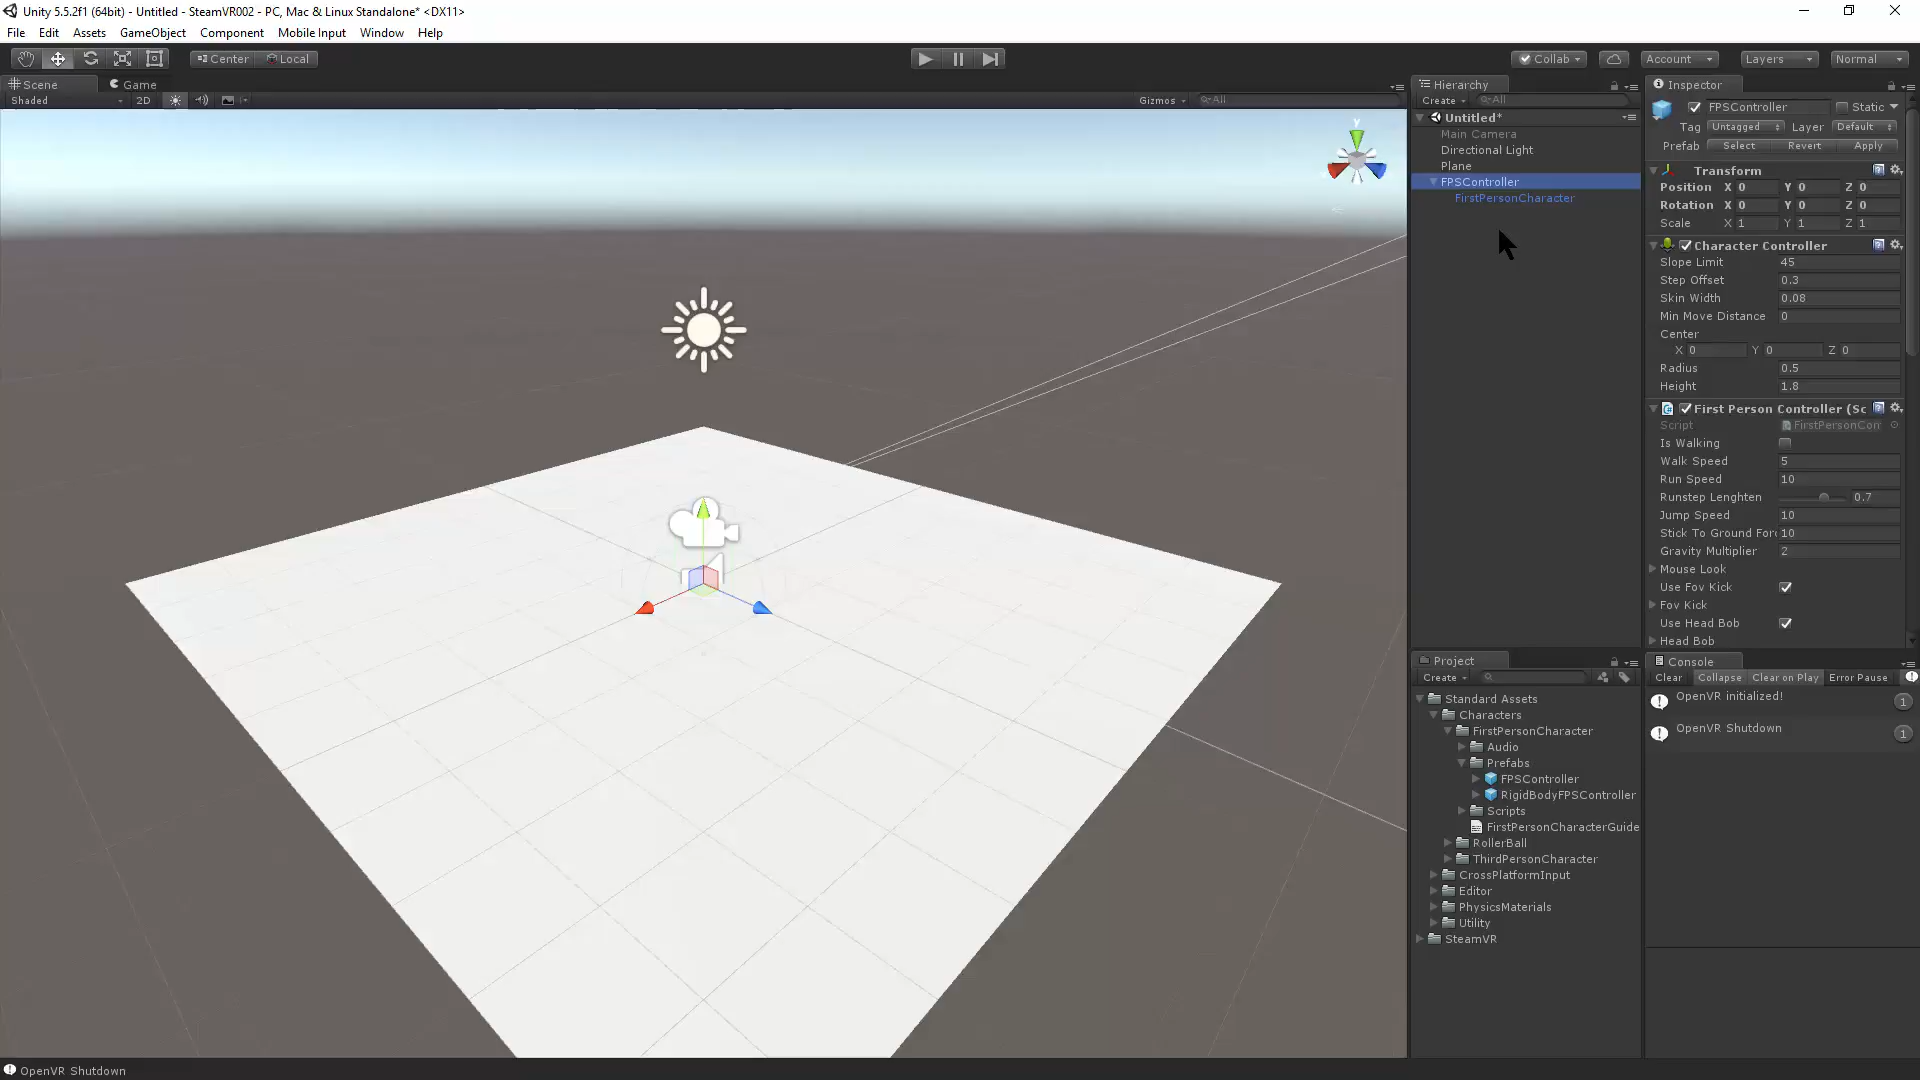 Unity 5.5.2f1 (64bit) - Untitled - SteamVR002 - PC, Mac & Linux Standalone* <DX11>
File Edit Assets GameObject Component Mobile Input Window Help
Center Local
Collab Account Layers Normal
Scene Game
Shaded 2D Gizmos All
Hierarchy
Create All
Untitled*
Main Camera
Directional Light
Plane
FPSController
FirstPersonCharacter
y
Inspector
FPSController Static
Tag Untagged Layer Default
Prefab Select Revert Apply
Transform
Position X 0 Y 0 Z 0
Rotation X 0 Y 0 Z 0
Scale X 1 Y 1 Z 1
Character Controller
Slope Limit 45
Step Offset 0.3
Skin Width 0.08
Min Move Distance 0
Center
X 0 Y 0 Z 0
Radius 0.5
Height 1.8
First Person Controller (Sc
Script FirstPersonCon
Is Walking
Walk Speed 5
Run Speed 10
Runstep Lenghten 0.7
Jump Speed 10
Stick To Ground Forc 10
Gravity Multiplier 2
Mouse Look
Use Fov Kick
Fov Kick
Use Head Bob
Head Bob
Project
Create
Standard Assets
Characters
FirstPersonCharacter
Audio
Prefabs
FPSController
RigidBodyFPSController
Scripts
FirstPersonCharacterGuide
RollerBall
ThirdPersonCharacter
CrossPlatformInput
Editor
PhysicsMaterials
Utility
SteamVR
Console
Clear Collapse Clear on Play Error Pause
OpenVR initialized! 1
OpenVR Shutdown 1
OpenVR Shutdown